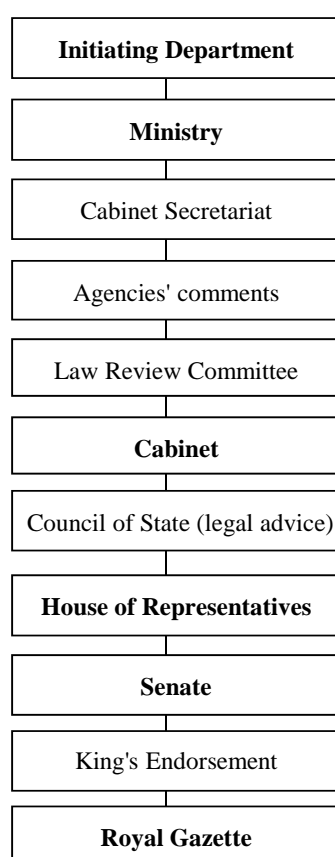 Initiating Department
Ministry
Cabinet Secretariat
Agencies' comments
Law Review Committee
Cabinet
Council of State (legal advice)
House of Representatives
Senate
King's Endorsement
Royal Gazette